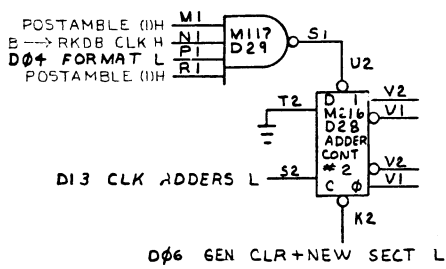 POSTAMBLE (1)H M1
B → RKDB CLK H N1
DØ4 FORMAT L P1
POSTAMBLE (1)H R1
M117
D29
S1
U2
T2
D 1
M216
D28
ADDER
CONT
#2
C Ø
V2
V1
V2
V1
D13 CLK ADDERS L S2
K2
DØ6 GEN CLR+NEW SECT L